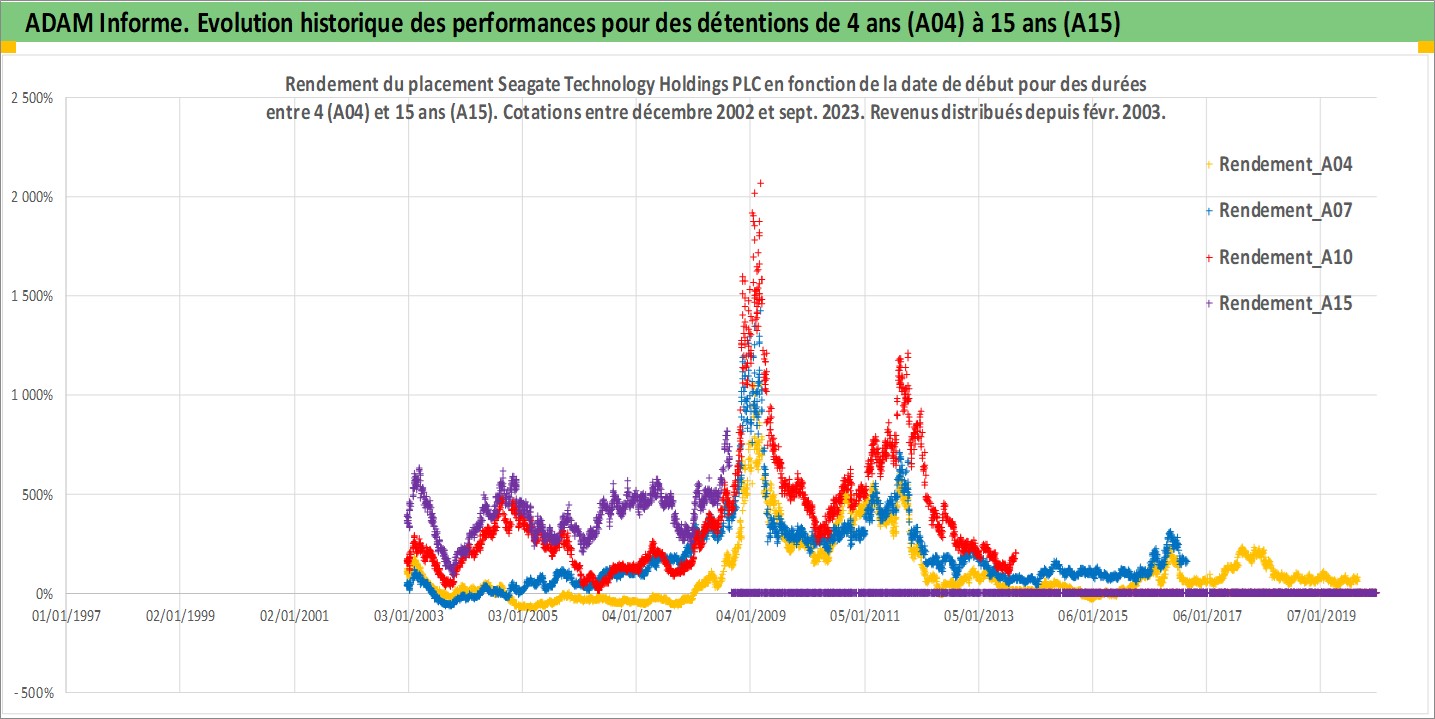 ADAM Informe. Evolution historique des performances pour des détentions de 4 ans (A04) à 15 ans (A15)
Rendement du placement Seagate Technology Holdings PLC en fonction de la date de début pour des durées
entre 4 (A04) et 15 ans (A15). Cotations entre décembre 2002 et sept. 2023. Revenus distribués depuis févr. 2003.
2 500%
2 000%
1 500%
1 000%
500%
0%
-500%
Rendement_A04
Rendement_A07
Rendement_A10
Rendement_A15
01/01/1997
02/01/1999
02/01/2001
03/01/2003
03/01/2005
04/01/2007
04/01/2009
05/01/2011
05/01/2013
06/01/2015
06/01/2017
07/01/2019